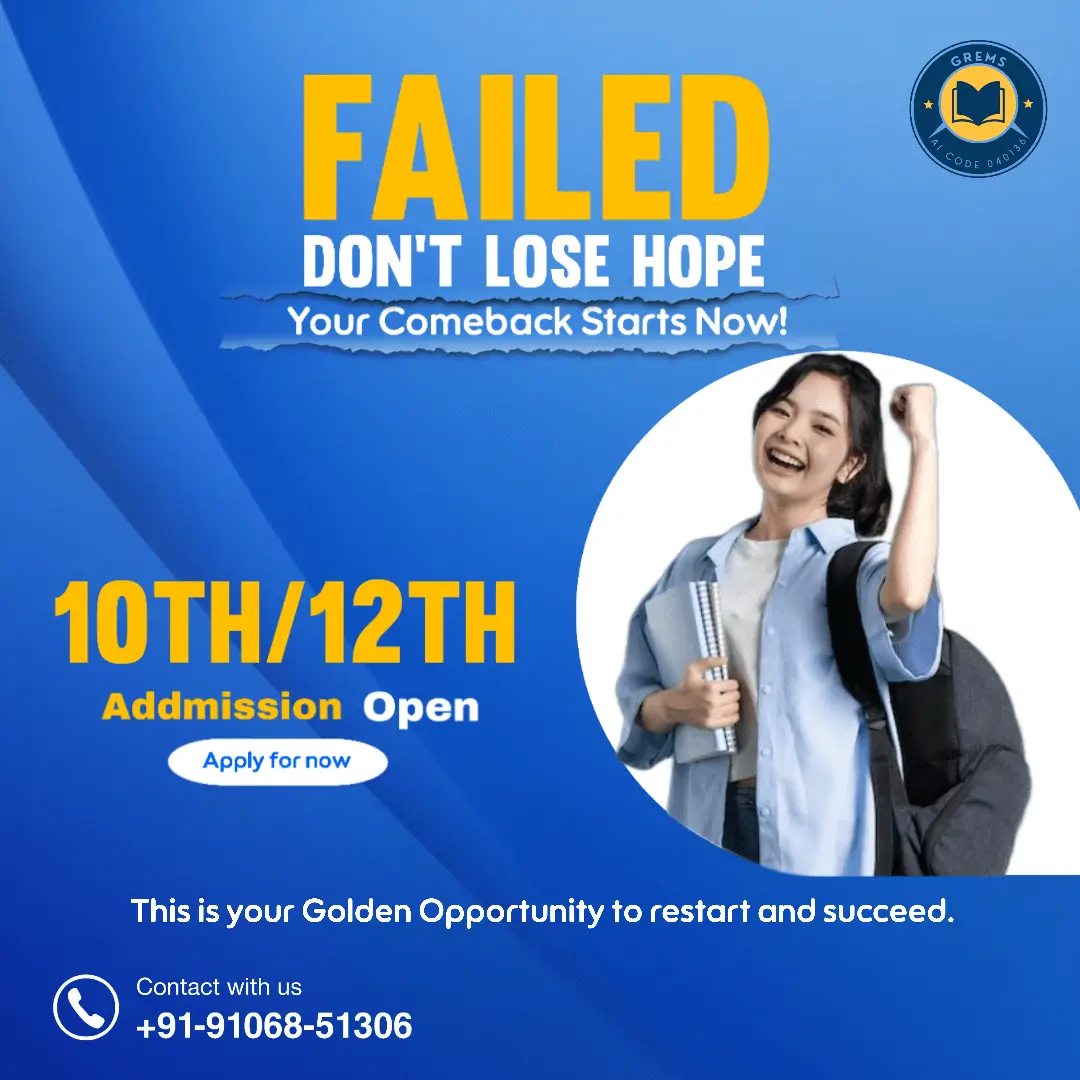 GREMS
AI CODE 040136
FAILED
DON'T LOSE HOPE
Your Comeback Starts Now!
10TH/12TH
Addmission Open
Apply for now
This is your Golden Opportunity to restart and succeed.
Contact with us
+91-91068-51306